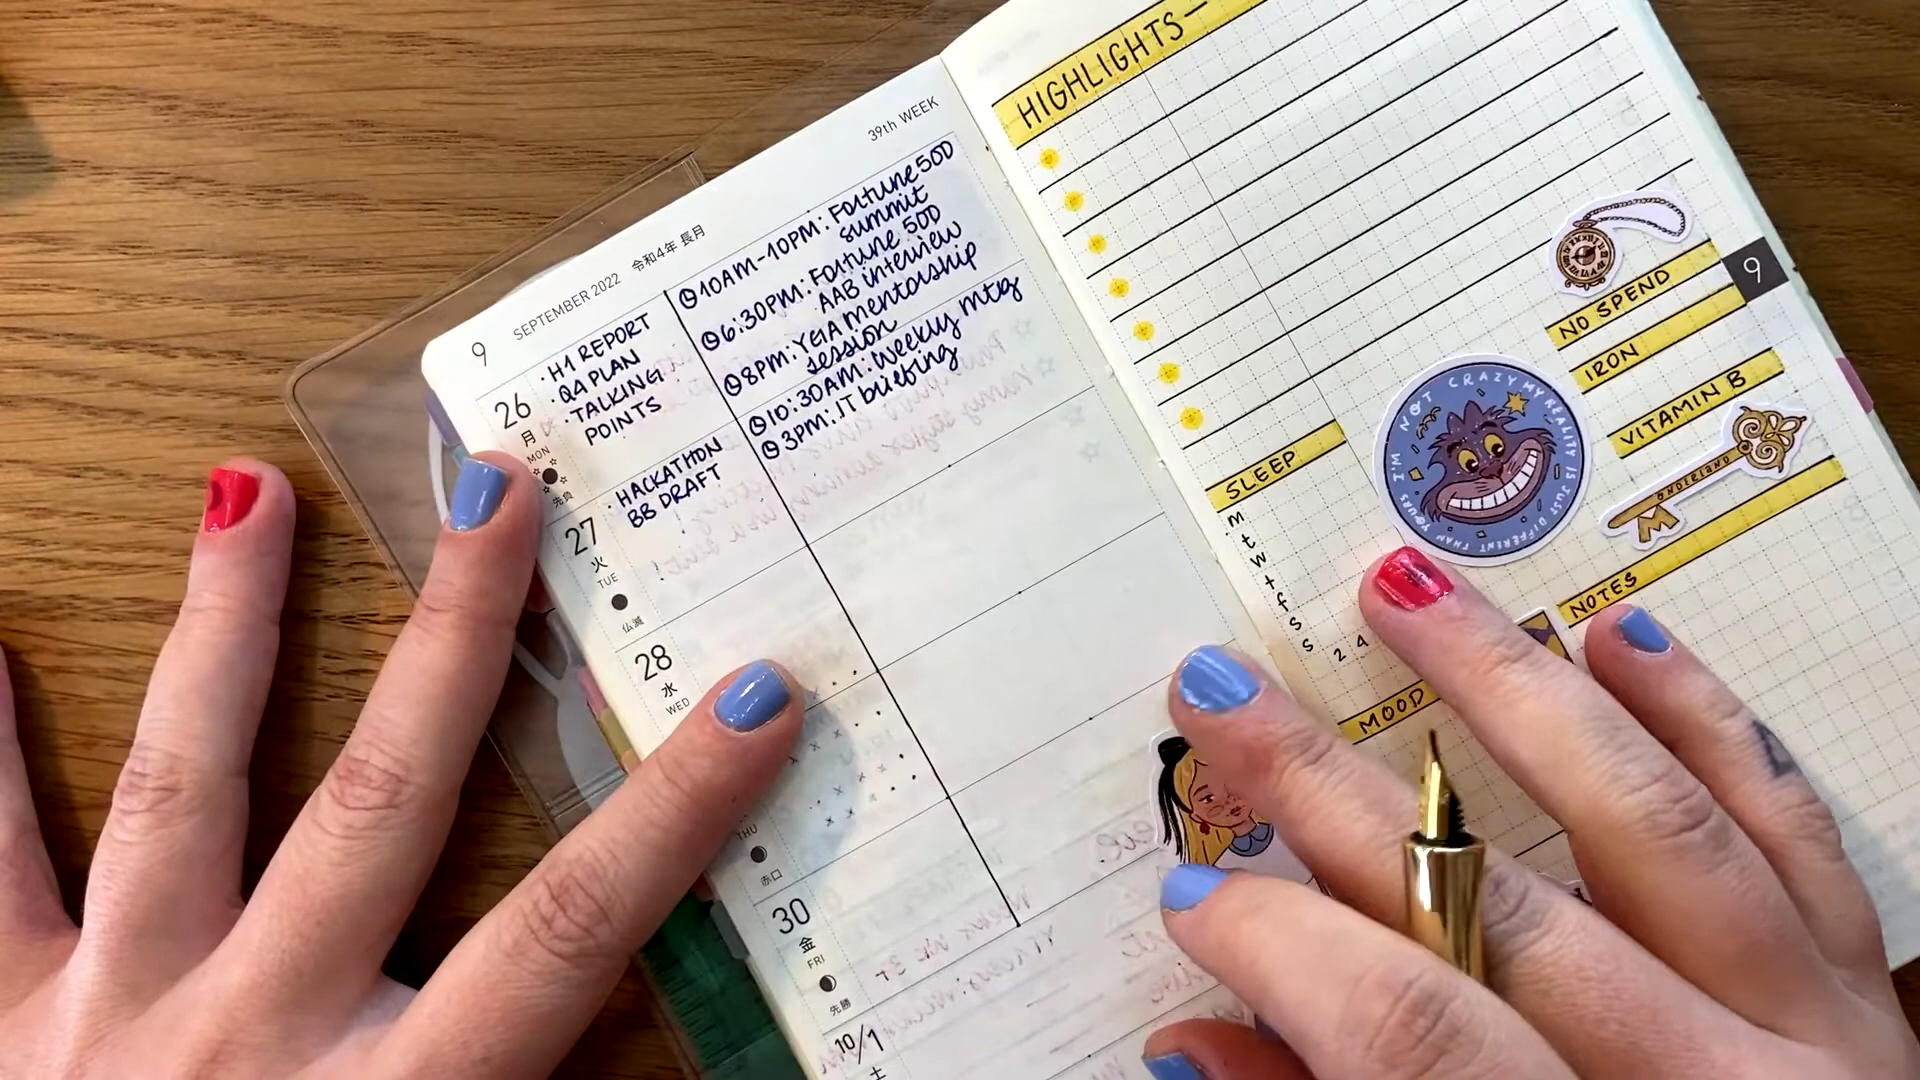 39th WEEK
9 SEPTEMBER 2022 令和4年 長月
26
月
MON
先負
· H1 REPORT
· Q4 PLAN
· TALKING
POINTS
10AM-10PM: Fortune 500
summit
6:30PM: Fortune 500
AAB interview
8PM: YGIA mentorship
session
27
火
TUE
仏滅
· HACKATHON
BB DRAFT
10:30AM: Weekly mtg
3PM: IT briefing
28
水
WED
THU
赤口
30
金
FRI
先勝
10/1
土
HIGHLIGHTS—
9
NO SPEND
IRON
VITAMIN B
I'M NOT CRAZY MY REALITY IS JUST DIFFERENT THAN YOURS
ONDERLAND
SLEEP
m
t
w
t
f
s
s
2 4
NOTES
MOOD